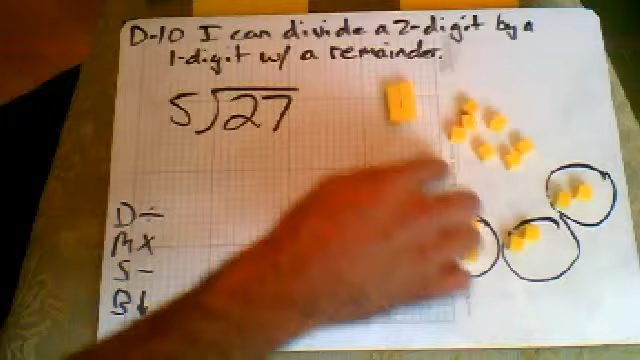 D-10 I can divide a 2-digit by a
1-digit w/ a remainder.
5)27
D ÷
M ×
S -
B ↓